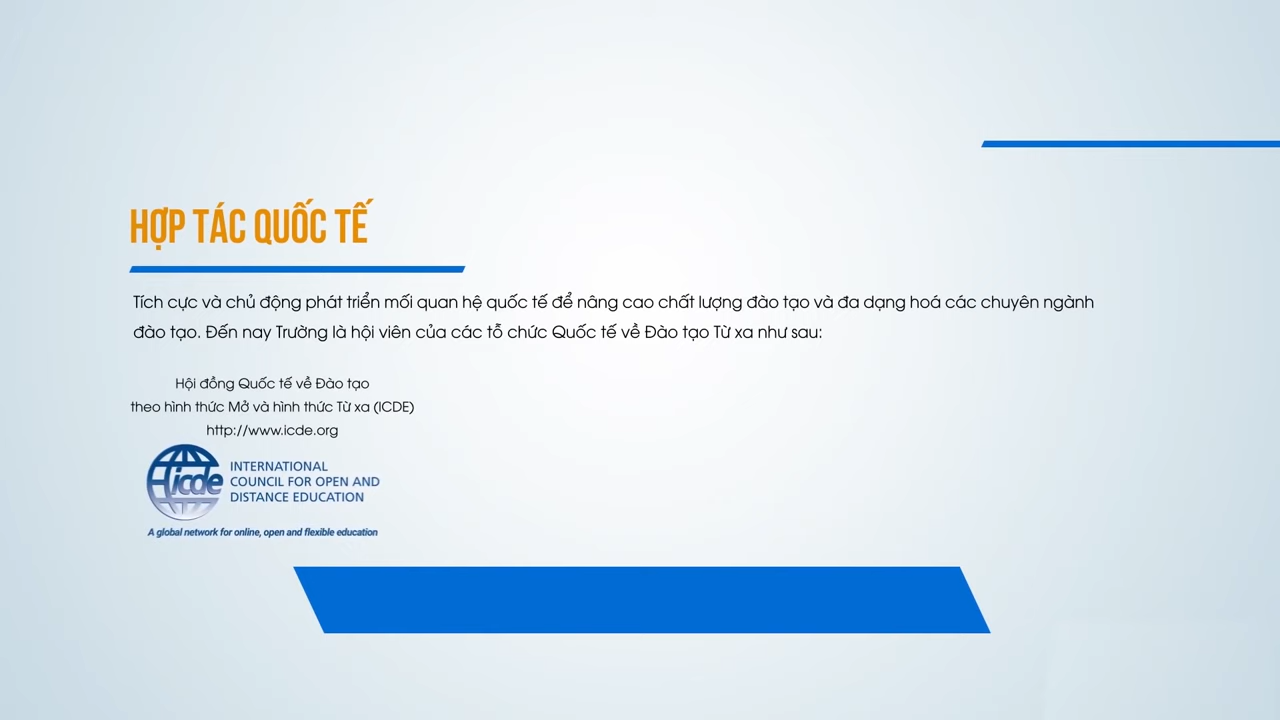 HỢP TÁC QUỐC TẾ
Tích cực và chủ động phát triển mối quan hệ quốc tế để nâng cao chất lượng đào tạo và đa dạng hoá các chuyên ngành
đào tạo. Đến nay Trường là hội viên của các tổ chức Quốc tế về Đào tạo Từ xa như sau:
Hội đồng Quốc tế về Đào tạo
theo hình thức Mở và hình thức Từ xa (ICDE)
http://www.icde.org
icde
INTERNATIONAL
COUNCIL FOR OPEN AND
DISTANCE EDUCATION
A global network for online, open and flexible education